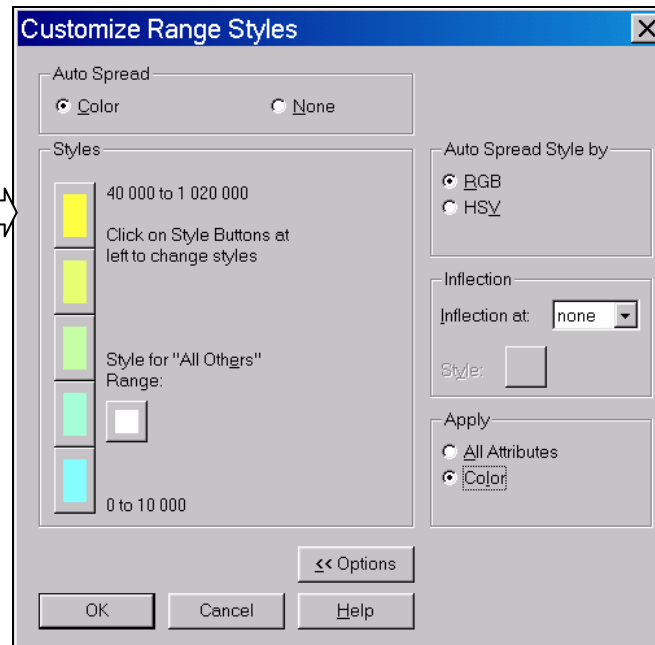 Customize Range Styles
Auto Spread
Color
None
Styles
40 000 to 1 020 000
Click on Style Buttons at
left to change styles
Style for "All Others"
Range:
0 to 10 000
Auto Spread Style by
RGB
HSV
Inflection
Inflection at: none
Style:
Apply
All Attributes
Color
<< Options
OK
Cancel
Help